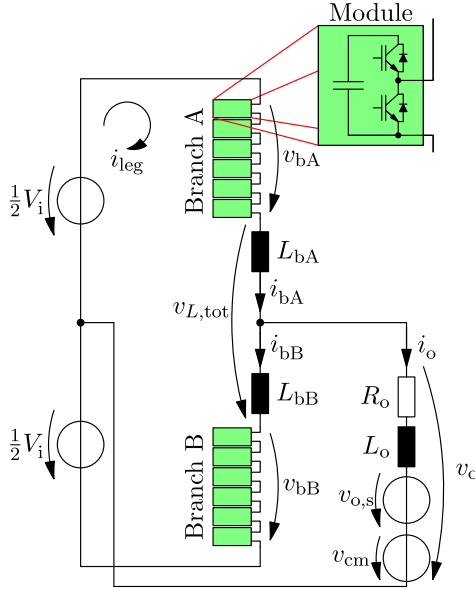 Module
Branch A
i_leg
v_bA
½V_i
L_bA
i_bA
v_L,tot
i_bB
i_o
L_bB
R_o
½V_i
L_o
Branch B
v_bB
v_o,s
v_o
v_cm